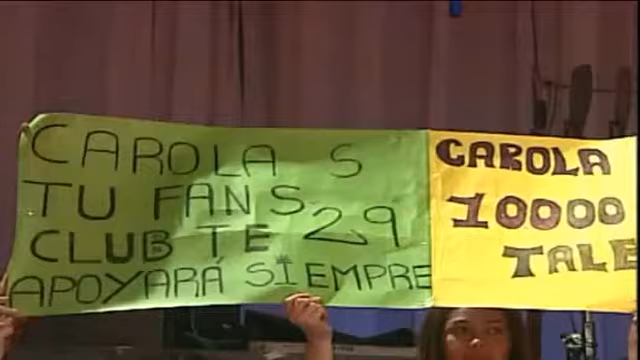 CAROLA S
TU FANS
CLUB TE 29
APOYARÁ SIEMPRE
CAROLA
10000
TALE